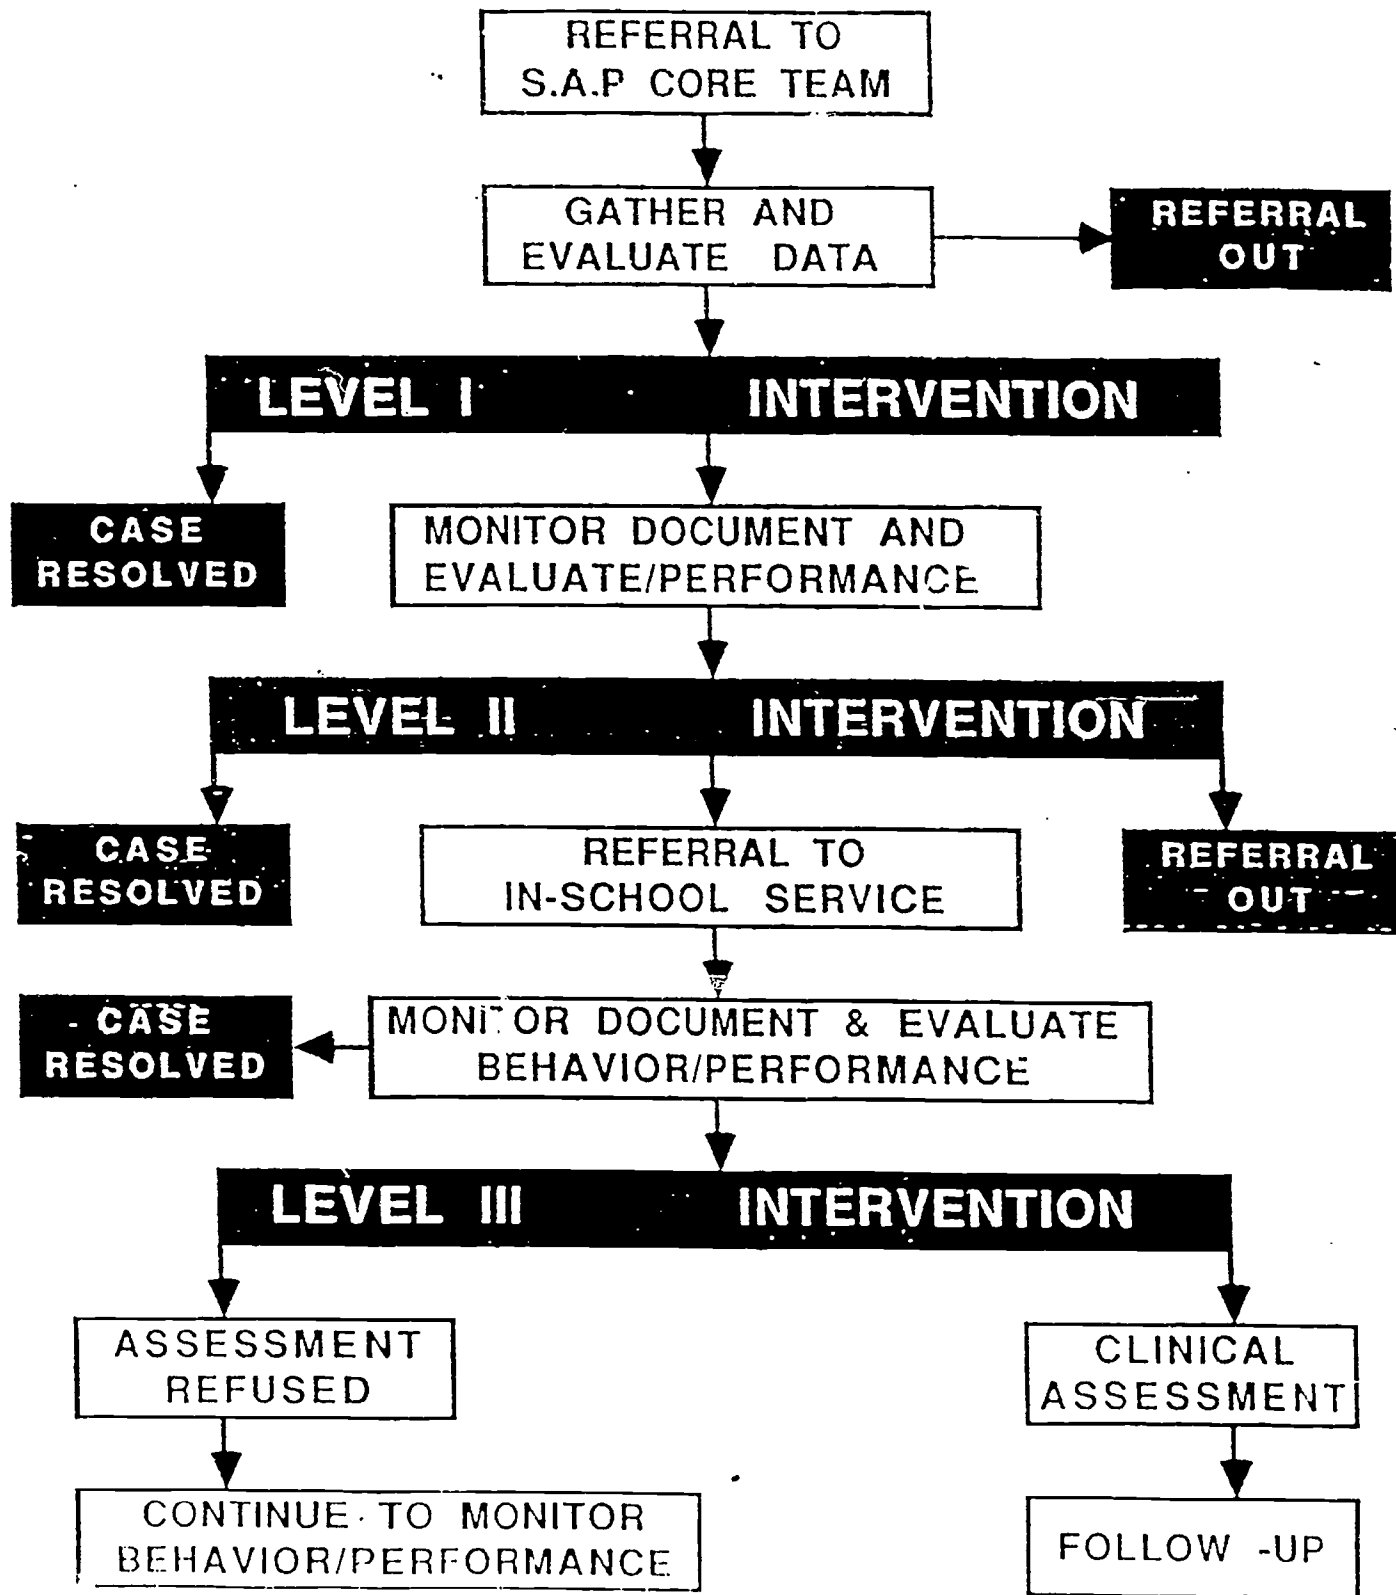 REFERRAL TO
S.A.P CORE TEAM
GATHER AND
EVALUATE DATA
REFERRAL
OUT
LEVEL I INTERVENTION
CASE
RESOLVED
MONITOR DOCUMENT AND
EVALUATE/PERFORMANCE
LEVEL II INTERVENTION
CASE
RESOLVED
REFERRAL TO
IN-SCHOOL SERVICE
REFERRAL
OUT
CASE
RESOLVED
MONITOR DOCUMENT & EVALUATE
BEHAVIOR/PERFORMANCE
LEVEL III INTERVENTION
ASSESSMENT
REFUSED
CLINICAL
ASSESSMENT
CONTINUE TO MONITOR
BEHAVIOR/PERFORMANCE
FOLLOW -UP